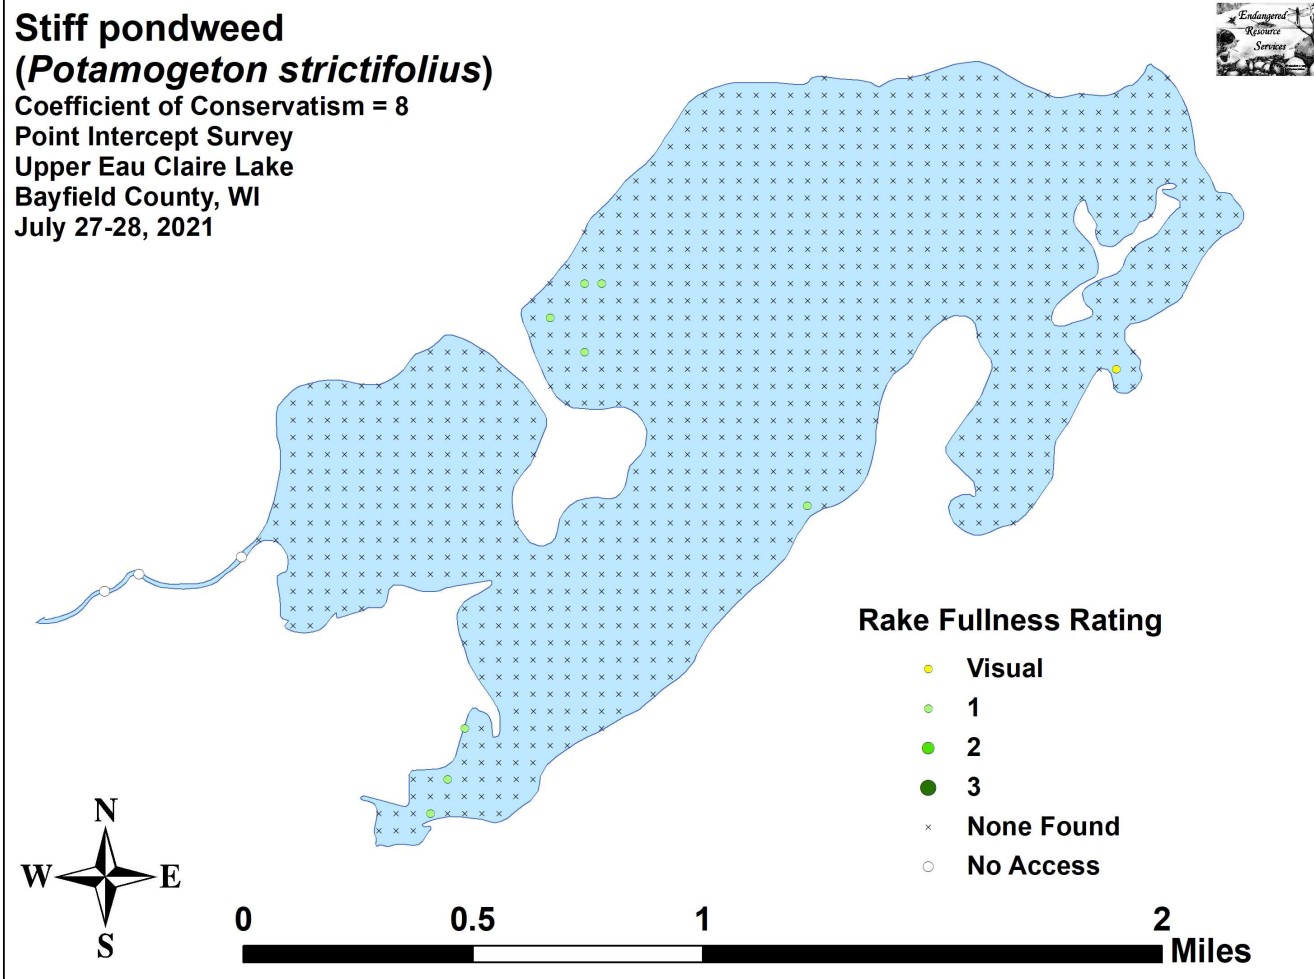 Stiff pondweed
(Potamogeton strictifolius)
Coefficient of Conservatism = 8
Point Intercept Survey
Upper Eau Claire Lake
Bayfield County, WI
July 27-28, 2021
Endangered
Resource
Services
Rake Fullness Rating
Visual
1
2
3
None Found
No Access
N
W E
S
0 0.5 1 2
Miles